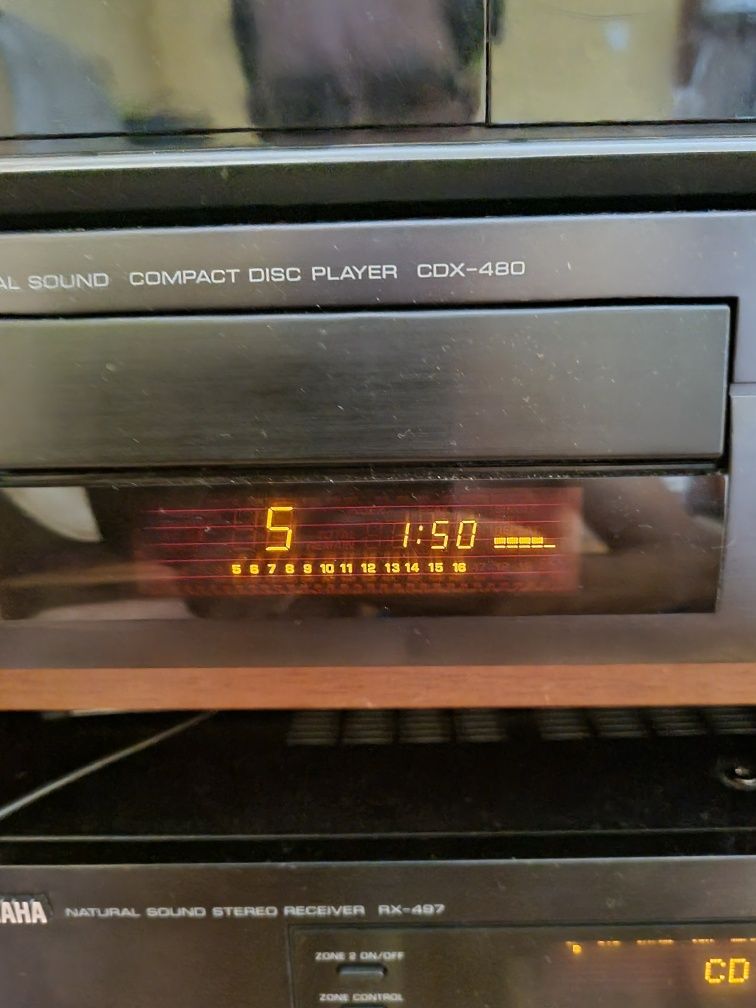 AL SOUND COMPACT DISC PLAYER CDX-480
5 1:50
5 6 7 8 9 10 11 12 13 14 15 16
AHA NATURAL SOUND STEREO RECEIVER RX-497
ZONE 2 ON/OFF
CD
ZONE CONTROL